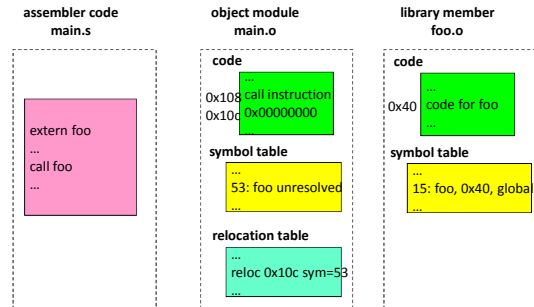 assembler code
main.s
extern foo
...
call foo
...
object module
main.o
code
...
0x108 call instruction
0x10c 0x00000000
...
symbol table
...
53: foo unresolved
...
relocation table
...
reloc 0x10c sym=53
...
library member
foo.o
code
...
0x40 code for foo
...
symbol table
...
15: foo, 0x40, global
...